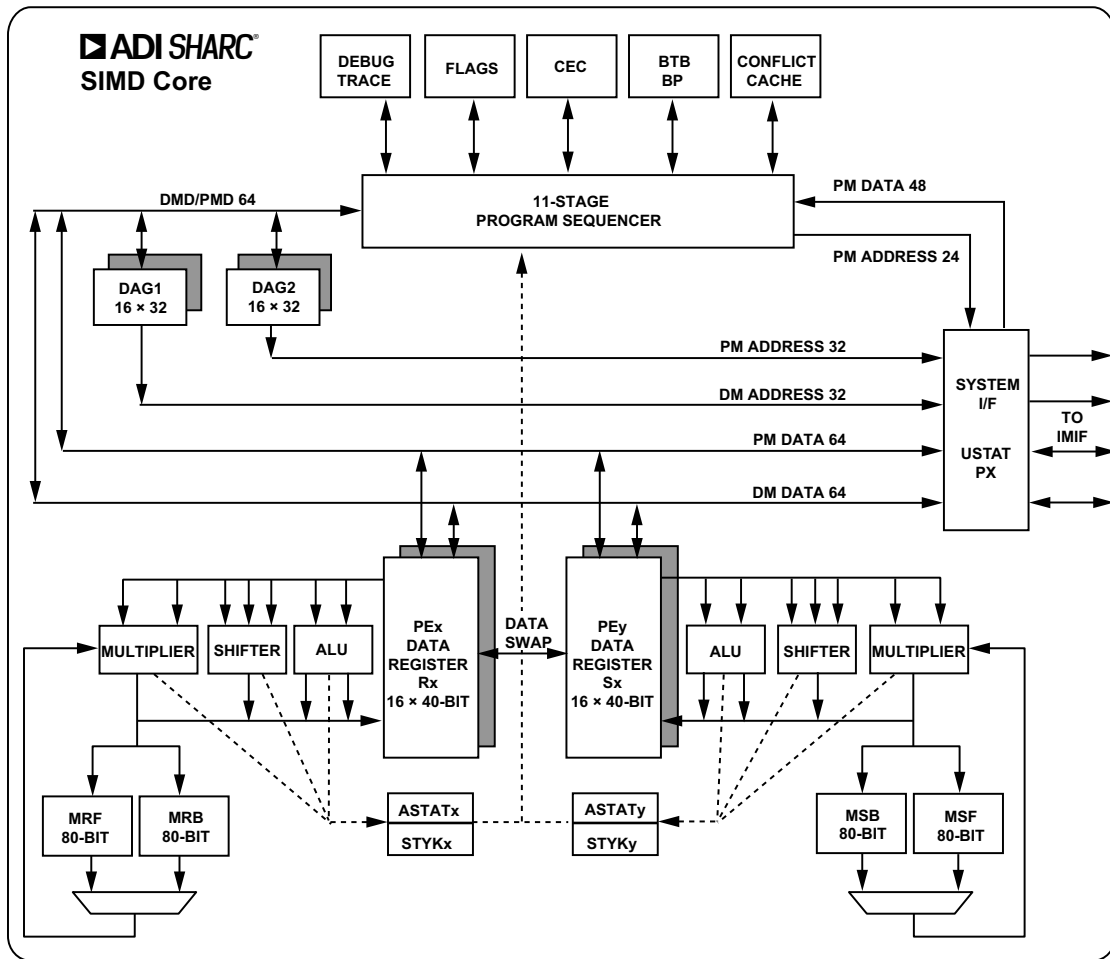 ADI SHARC®
SIMD Core
DEBUG
TRACE
FLAGS
CEC
BTB
BP
CONFLICT
CACHE
DMD/PMD 64
11-STAGE
PROGRAM SEQUENCER
PM DATA 48
PM ADDRESS 24
DAG1
16 × 32
DAG2
16 × 32
PM ADDRESS 32
DM ADDRESS 32
PM DATA 64
DM DATA 64
SYSTEM
I/F
USTAT
PX
TO
IMIF
MULTIPLIER
SHIFTER
ALU
PEx
DATA
REGISTER
Rx
16 × 40-BIT
DATA
SWAP
PEy
DATA
REGISTER
Sx
16 × 40-BIT
ALU
SHIFTER
MULTIPLIER
MRF
80-BIT
MRB
80-BIT
ASTATx
STYKx
ASTATy
STYKy
MSB
80-BIT
MSF
80-BIT